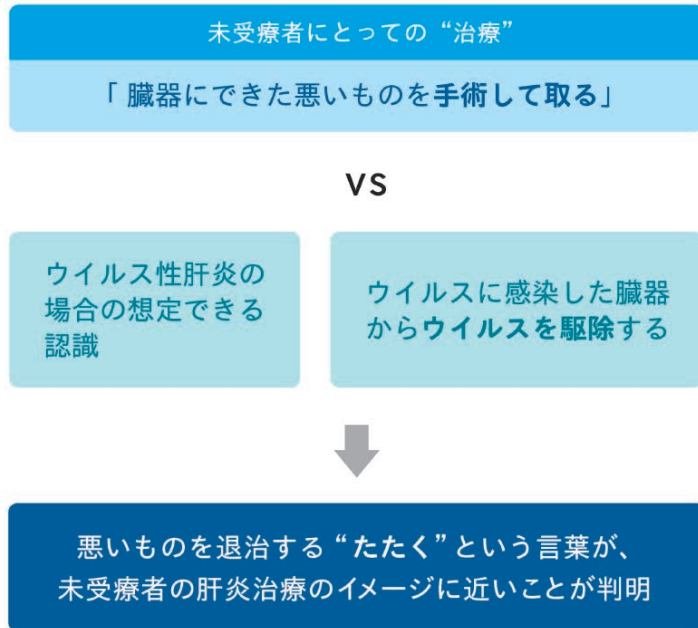 未受療者にとっての“治療”
「臓器にできた悪いものを手術して取る」
VS
ウイルス性肝炎の
場合の想定できる
認識
ウイルスに感染した臓器
からウイルスを駆除する
悪いものを退治する“たたく”という言葉が、
未受療者の肝炎治療のイメージに近いことが判明